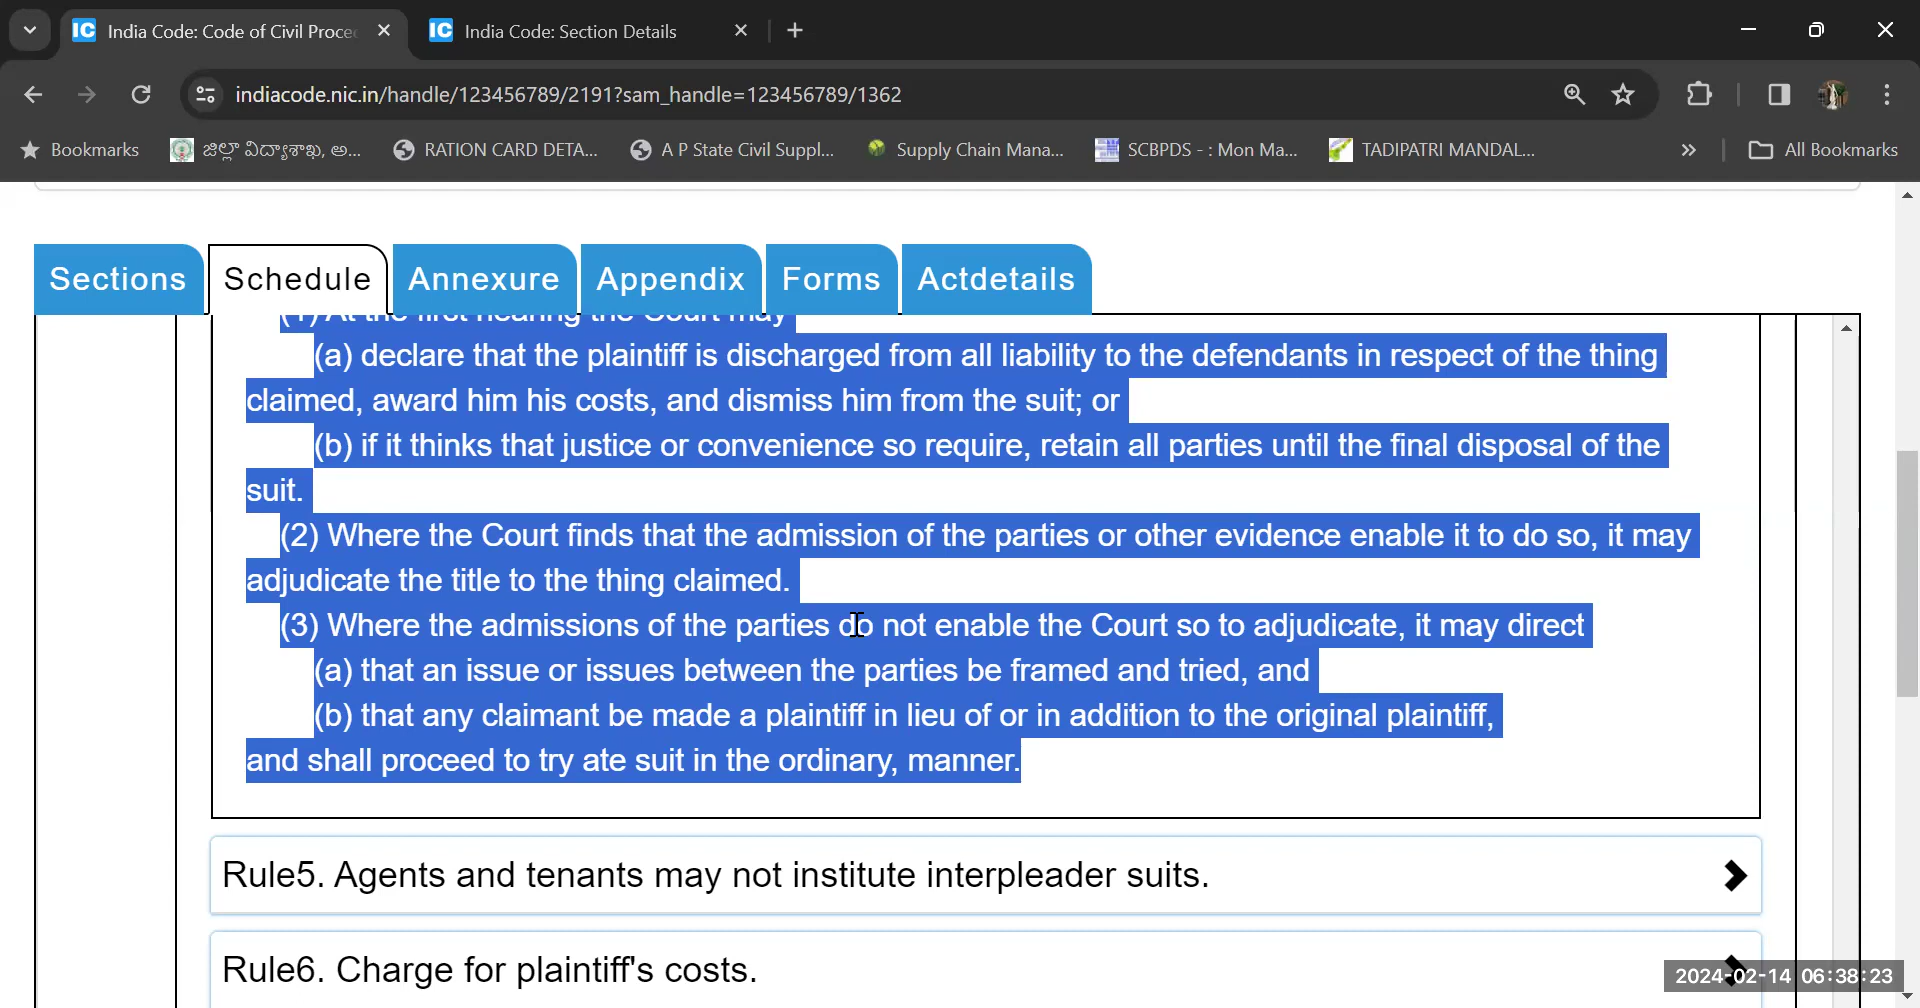 India Code: Code of Civil Proce
India Code: Section Details
indiacode.nic.in/handle/123456789/2191?sam_handle=123456789/1362
Bookmarks
జిల్లా విద్యాశాఖ, అ...
RATION CARD DETA...
A P State Civil Suppl...
Supply Chain Mana...
SCBPDS - : Mon Ma...
TADIPATRI MANDAL...
»
All Bookmarks
Sections
Schedule
Annexure
Appendix
Forms
Actdetails
(1) At the first hearing the Court may
(a) declare that the plaintiff is discharged from all liability to the defendants in respect of the thing
claimed, award him his costs, and dismiss him from the suit; or
(b) if it thinks that justice or convenience so require, retain all parties until the final disposal of the
suit.
(2) Where the Court finds that the admission of the parties or other evidence enable it to do so, it may
adjudicate the title to the thing claimed.
(3) Where the admissions of the parties do not enable the Court so to adjudicate, it may direct
(a) that an issue or issues between the parties be framed and tried, and
(b) that any claimant be made a plaintiff in lieu of or in addition to the original plaintiff,
and shall proceed to try ate suit in the ordinary, manner.
Rule5. Agents and tenants may not institute interpleader suits.
Rule6. Charge for plaintiff's costs.
2024-02-14 06:38:23